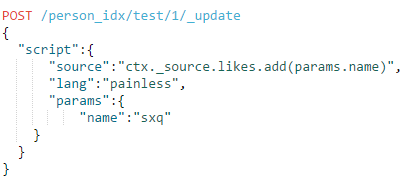 POST /person_idx/test/1/_update
{
  "script":{
      "source":"ctx._source.likes.add(params.name)",
      "lang":"painless",
      "params":{
          "name":"sxq"
    }
  }
}